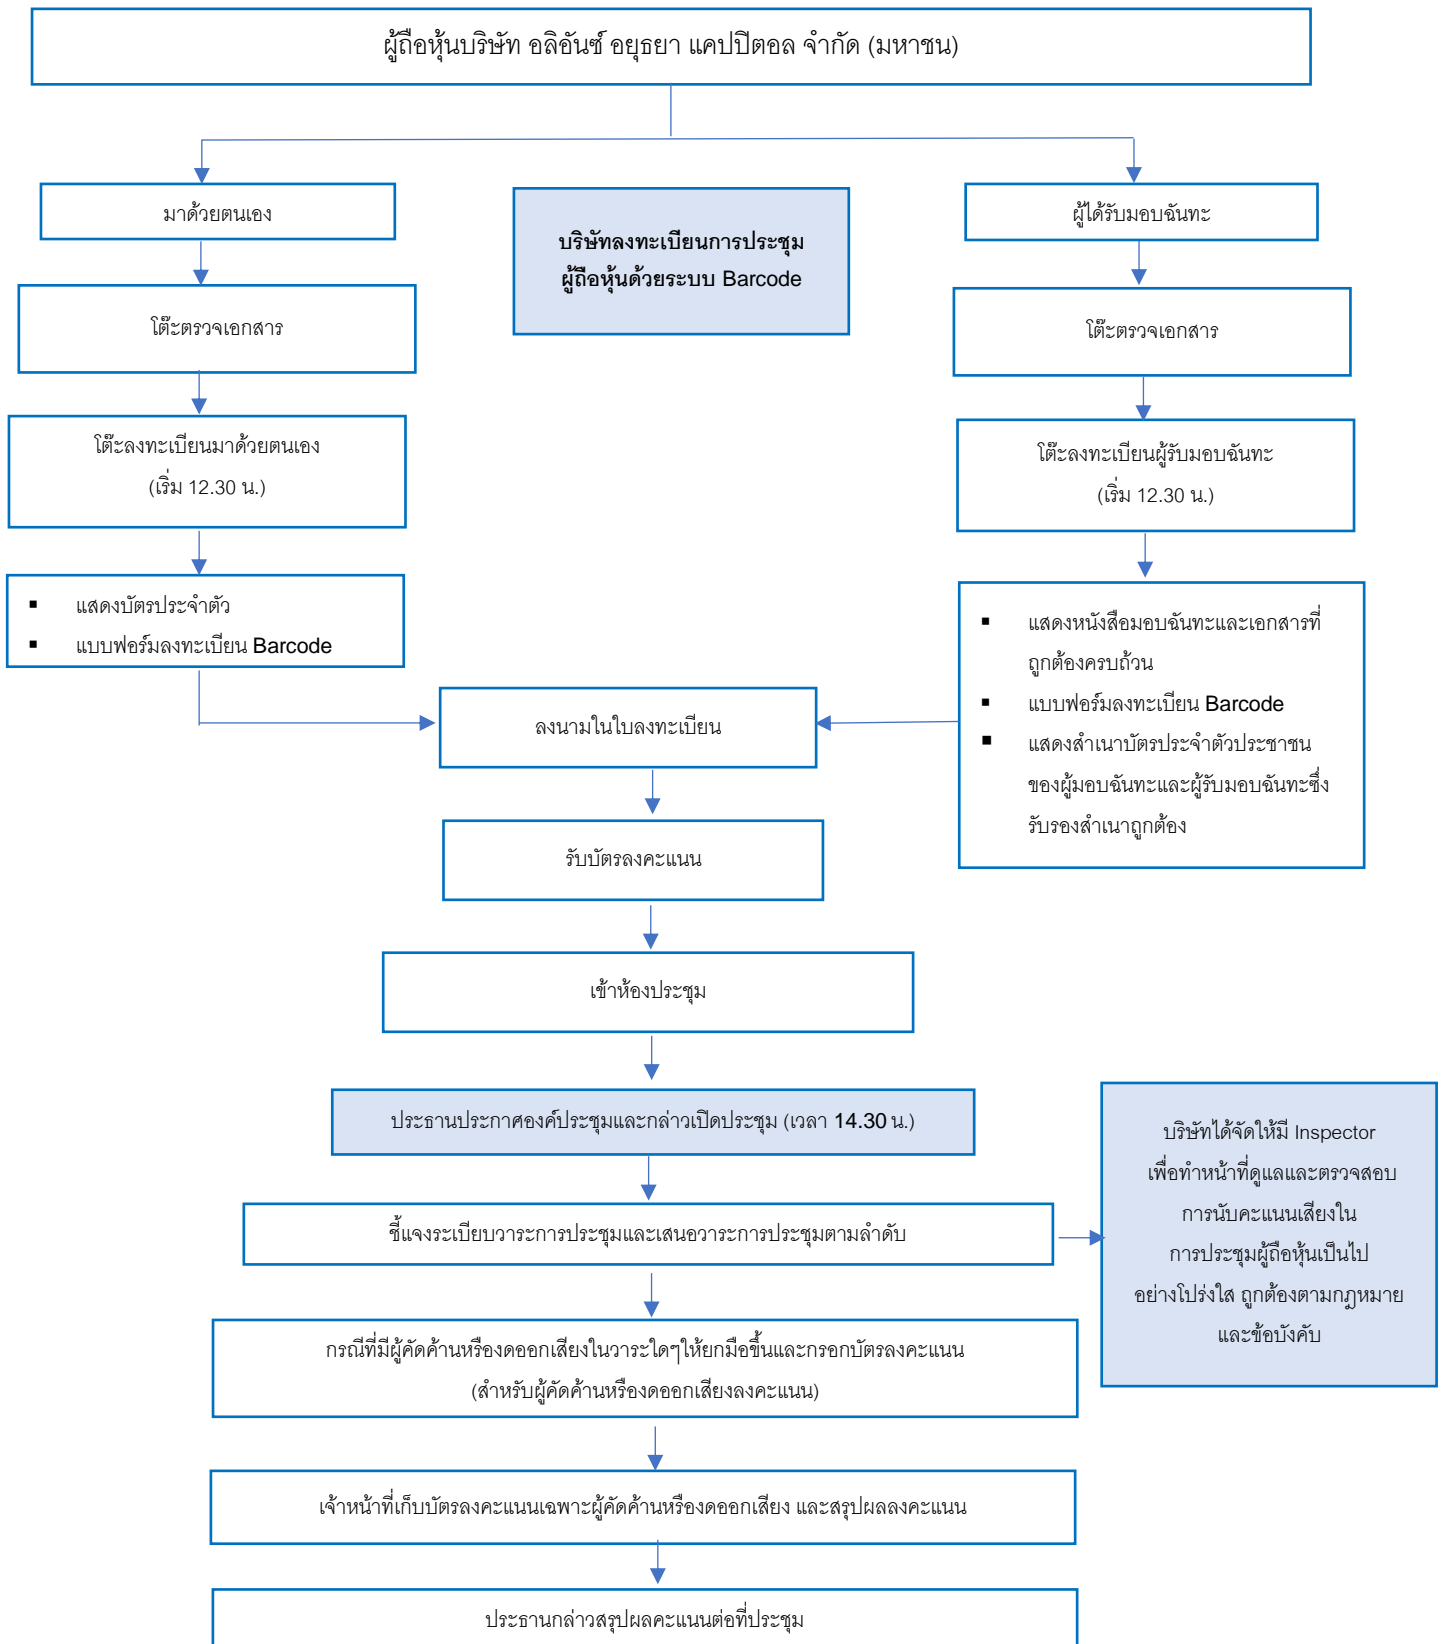 ผู้ถือหุ้นบริษัท อลิอันซ์ อยุธยา แคปปิตอล จำกัด (มหาชน)
มาด้วยตนเอง
บริษัทลงทะเบียนการประชุม
ผู้ถือหุ้นด้วยระบบ Barcode
ผู้ได้รับมอบฉันทะ
โต๊ะตรวจเอกสาร
โต๊ะตรวจเอกสาร
โต๊ะลงทะเบียนมาด้วยตนเอง
(เริ่ม 12.30 น.)
โต๊ะลงทะเบียนผู้รับมอบฉันทะ
(เริ่ม 12.30 น.)
▪ แสดงบัตรประจำตัว
▪ แบบฟอร์มลงทะเบียน Barcode
▪ แสดงหนังสือมอบฉันทะและเอกสารที่
ถูกต้องครบถ้วน
▪ แบบฟอร์มลงทะเบียน Barcode
▪ แสดงสำเนาบัตรประจำตัวประชาชน
ของผู้มอบฉันทะและผู้รับมอบฉันทะซึ่ง
รับรองสำเนาถูกต้อง
ลงนามในใบลงทะเบียน
รับบัตรลงคะแนน
เข้าห้องประชุม
ประธานประกาศองค์ประชุมและกล่าวเปิดประชุม (เวลา 14.30 น.)
ชี้แจงระเบียบวาระการประชุมและเสนอวาระการประชุมตามลำดับ
บริษัทได้จัดให้มี Inspector
เพื่อทำหน้าที่ดูแลและตรวจสอบ
การนับคะแนนเสียงใน
การประชุมผู้ถือหุ้นเป็นไป
อย่างโปร่งใส ถูกต้องตามกฎหมาย
และข้อบังคับ
กรณีที่มีผู้คัดค้านหรืองดออกเสียงในวาระใดๆให้ยกมือขึ้นและกรอกบัตรลงคะแนน
(สำหรับผู้คัดค้านหรืองดออกเสียงลงคะแนน)
เจ้าหน้าที่เก็บบัตรลงคะแนนเฉพาะผู้คัดค้านหรืองดออกเสียง และสรุปผลลงคะแนน
ประธานกล่าวสรุปผลคะแนนต่อที่ประชุม